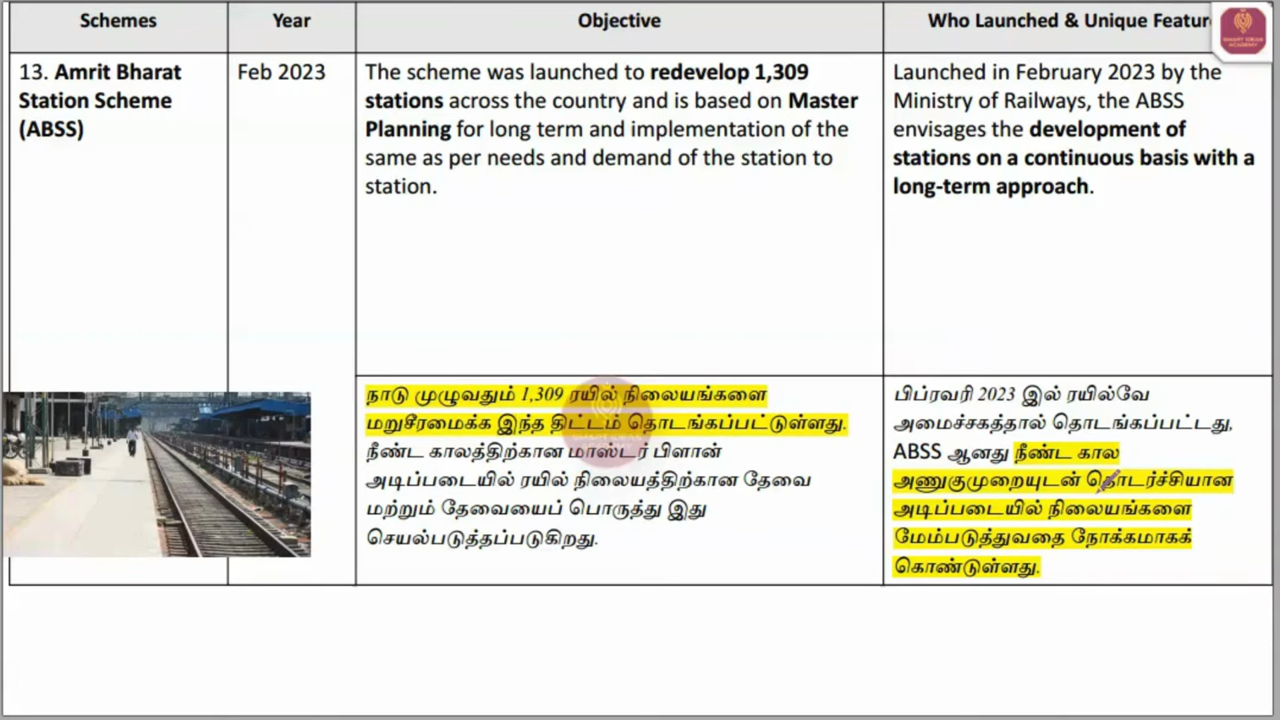 Schemes
Year
Objective
Who Launched & Unique Featur
13. Amrit Bharat
Station Scheme
(ABSS)
Feb 2023
The scheme was launched to redevelop 1,309
stations across the country and is based on Master
Planning for long term and implementation of the
same as per needs and demand of the station to
station.
Launched in February 2023 by the
Ministry of Railways, the ABSS
envisages the development of
stations on a continuous basis with a
long-term approach.
நாடு முழுவதும் 1,309 ரயில் நிலையங்களை
மறுசீரமைக்க இந்த திட்டம் தொடங்கப்பட்டுள்ளது.
நீண்ட காலத்திற்கான மாஸ்டர் பிளான்
அடிப்படையில் ரயில் நிலையத்திற்கான தேவை
மற்றும் தேவையைப் பொருத்து இது
செயல்படுத்தப்படுகிறது.
பிப்ரவரி 2023 இல் ரயில்வே
அமைச்சகத்தால் தொடங்கப்பட்டது,
ABSS ஆனது நீண்ட கால
அணுகுமுறையுடன் தொடர்ச்சியான
அடிப்படையில் நிலையங்களை
மேம்படுத்துவதை நோக்கமாகக்
கொண்டுள்ளது.